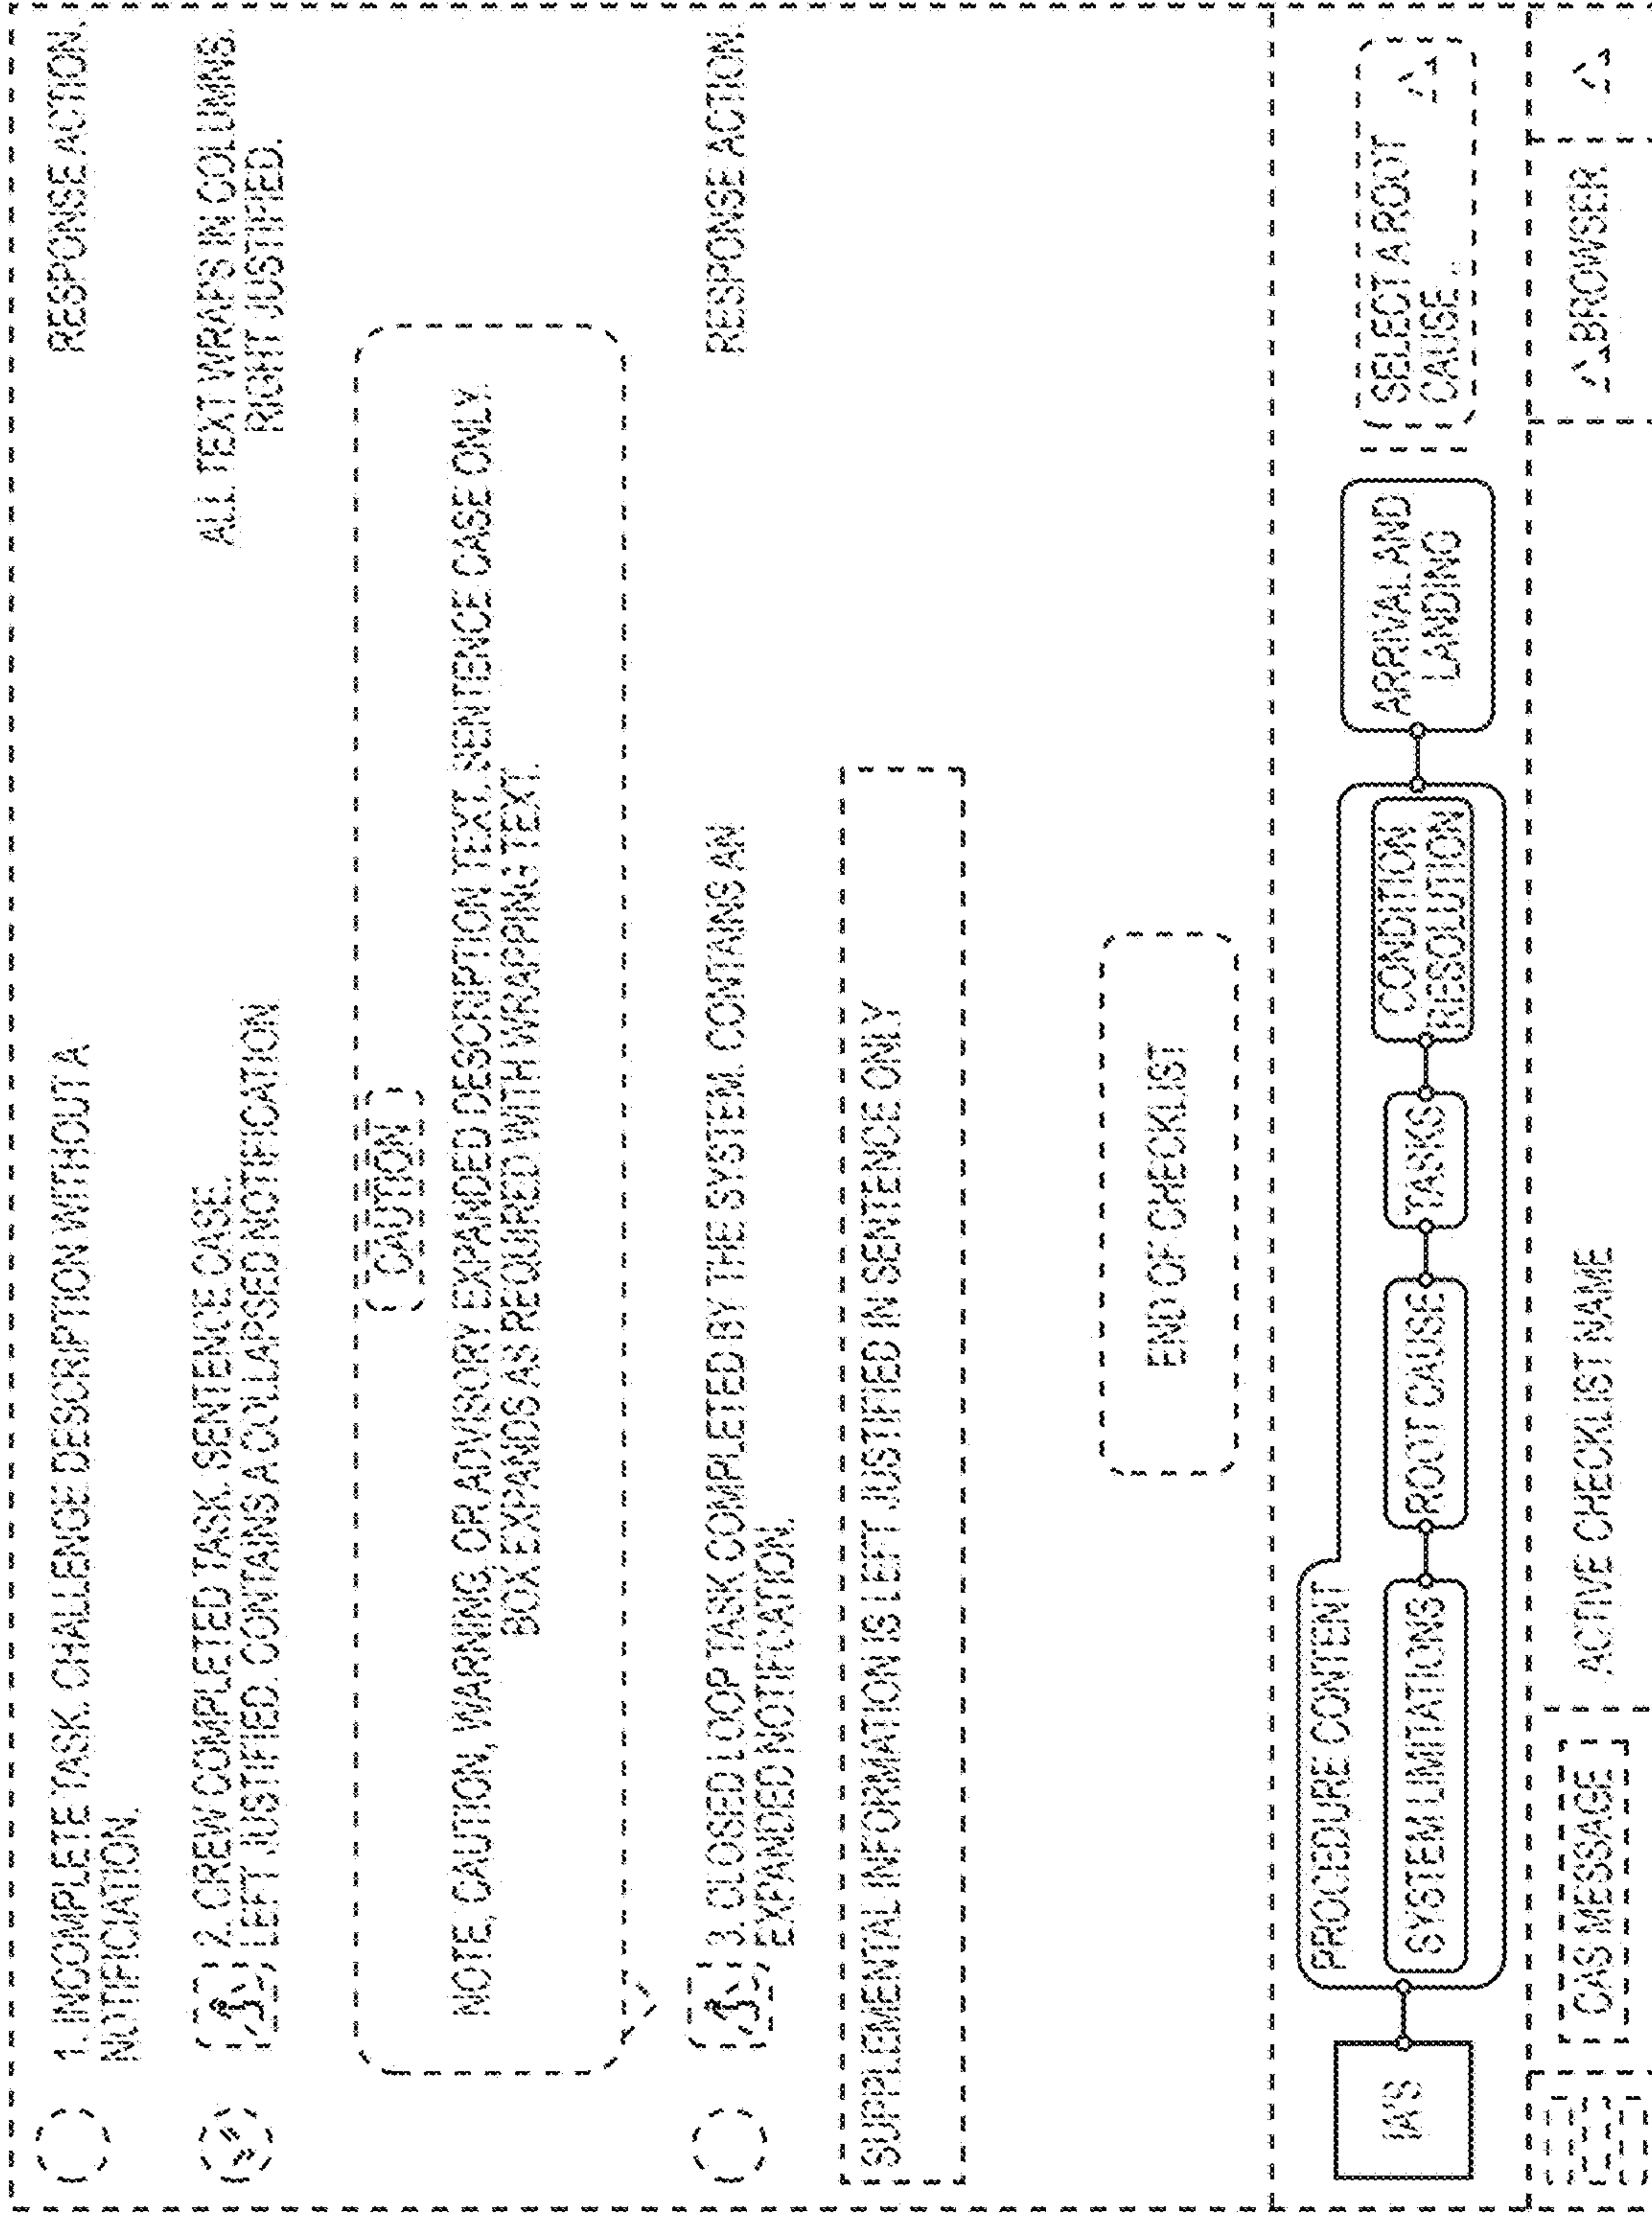 1. INCOMPLETE TASK. CHALLENGE DESCRIPTION WITHOUT A
NOTIFICIATION.
RESPONSE ACTION.
2. CREW COMPLETED TASK. SENTENCE CASE.
LEFT JUSTIFIED. CONTAINS A COLLAPSED NOTIFICATION
ALL TEXT WRAPS IN COLUMNS.
RIGHT JUSTIFIED.
CAUTION
NOTE, CAUTION, WARNING, OR ADVISORY EXPANDED DESCRIPTION TEXT, SENTENCE CASE ONLY.
BOX EXPANDS AS REQUIRED WITH WRAPPING TEXT.
3. CLOSED LOOP TASK COMPLETED BY THE SYSTEM. CONTAINS AN
EXPANDED NOTIFICATION.
RESPONSE ACTION.
SUPPLEMENTAL INFORMATION IS LEFT JUSTIFIED IN SENTENCE ONLY
END OF CHECKLIST
IA'S
PROCEDURE CONTENT
SYSTEM LIMITATIONS
ROOT CAUSE
TASKS
CONDITION
RESOLUTION
ARRIVAL AND
LANDING
SELECT A ROOT
CAUSE..
CAS MESSAGE
ACTIVE CHECKLIST NAME
BROWSER